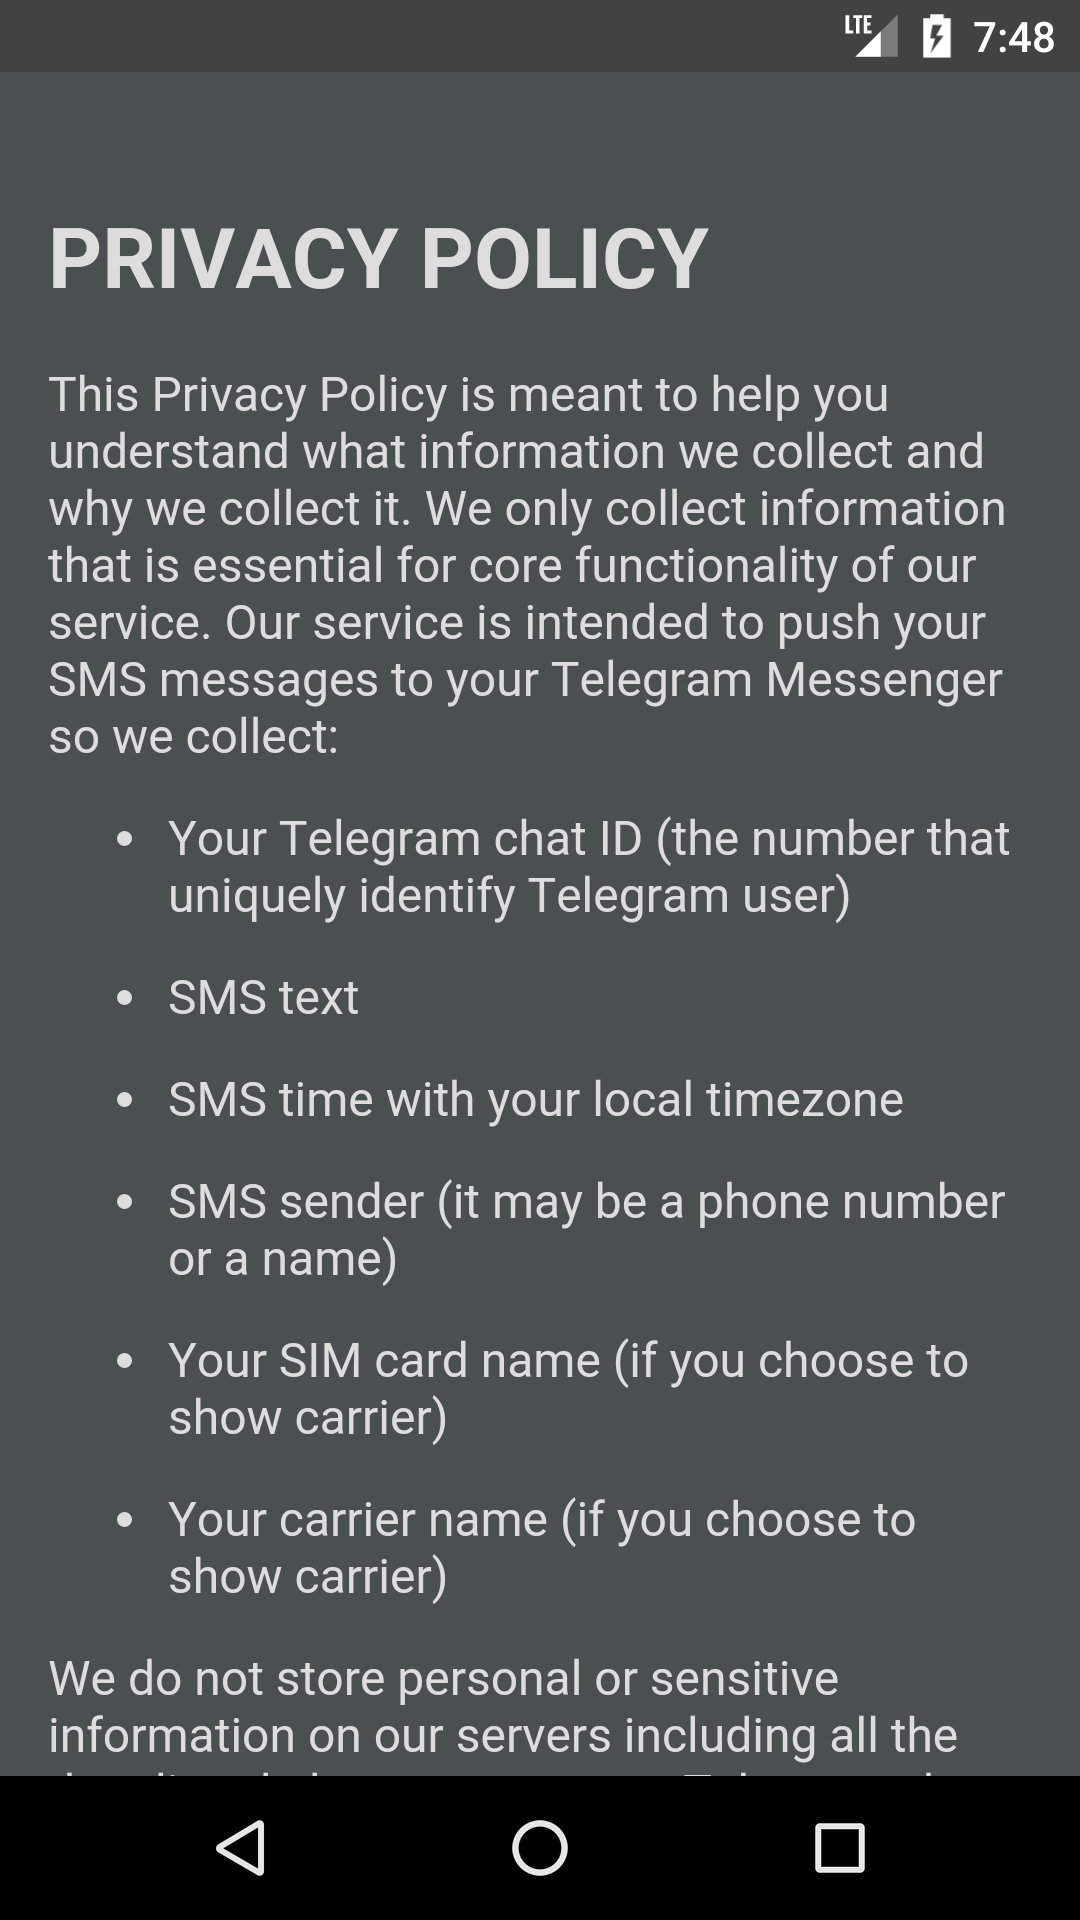 LTE 7:48
PRIVACY POLICY
This Privacy Policy is meant to help you
understand what information we collect and
why we collect it. We only collect information
that is essential for core functionality of our
service. Our service is intended to push your
SMS messages to your Telegram Messenger
so we collect:
• Your Telegram chat ID (the number that
uniquely identify Telegram user)
• SMS text
• SMS time with your local timezone
• SMS sender (it may be a phone number
or a name)
• Your SIM card name (if you choose to
show carrier)
• Your carrier name (if you choose to
show carrier)
We do not store personal or sensitive
information on our servers including all the